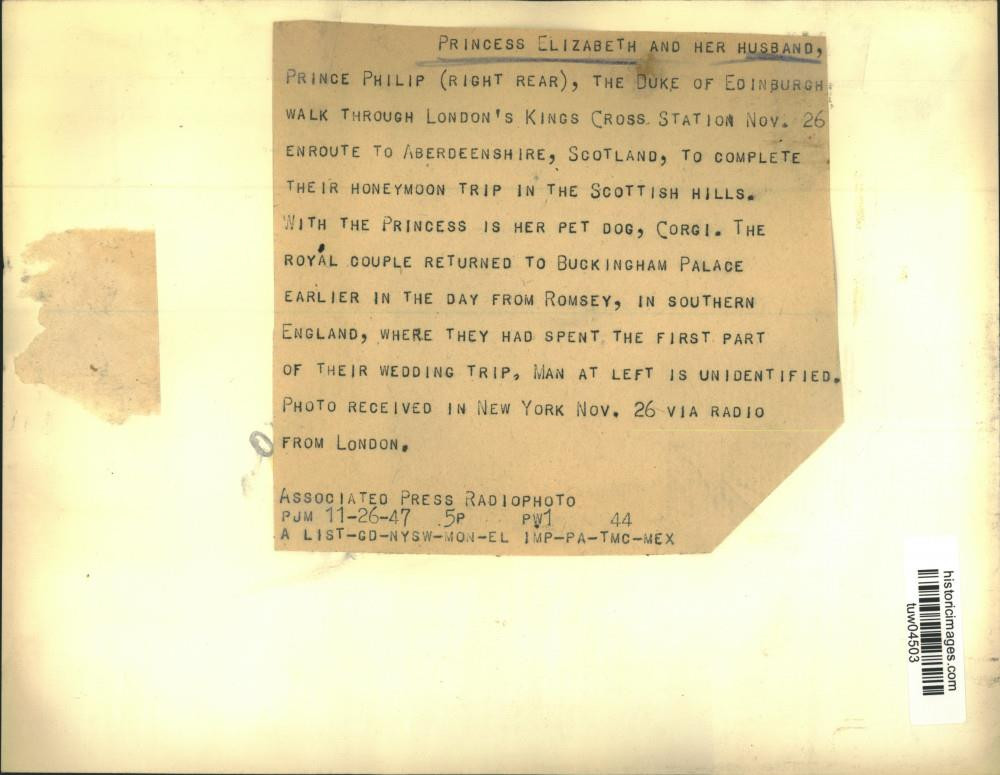 PRINCESS ELIZABETH AND HER HUSBAND,
PRINCE PHILIP (RIGHT REAR), THE DUKE OF EDINBURGH
WALK THROUGH LONDON'S KINGS CROSS STATION NOV. 26
ENROUTE TO ABERDEENSHIRE, SCOTLAND, TO COMPLETE
THEIR HONEYMOON TRIP IN THE SCOTTISH HILLS.
WITH THE PRINCESS IS HER PET DOG, CORGI. THE
ROYAL COUPLE RETURNED TO BUCKINGHAM PALACE
EARLIER IN THE DAY FROM ROMSEY, IN SOUTHERN
ENGLAND, WHERE THEY HAD SPENT THE FIRST PART
OF THEIR WEDDING TRIP, MAN AT LEFT IS UNIDENTIFIED.
PHOTO RECEIVED IN NEW YORK NOV. 26 VIA RADIO
FROM LONDON.
ASSOCIATED PRESS RADIOPHOTO
PJM 11-26-47 5P PW1 44
A LIST-GD-NYSW-MON-EL IMP-PA-TMC-MEX
historicimages.com
tuw04503